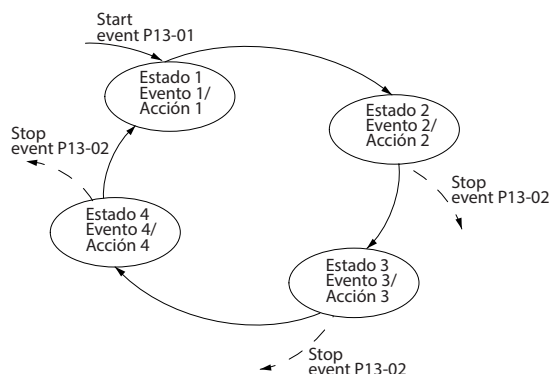 Start
event P13-01
Estado 1
Evento 1/
Acción 1
Estado 2
Evento 2/
Acción 2
Stop
event P13-02
Estado 3
Evento 3/
Acción 3
Stop
event P13-02
Estado 4
Evento 4/
Acción 4
Stop
event P13-02